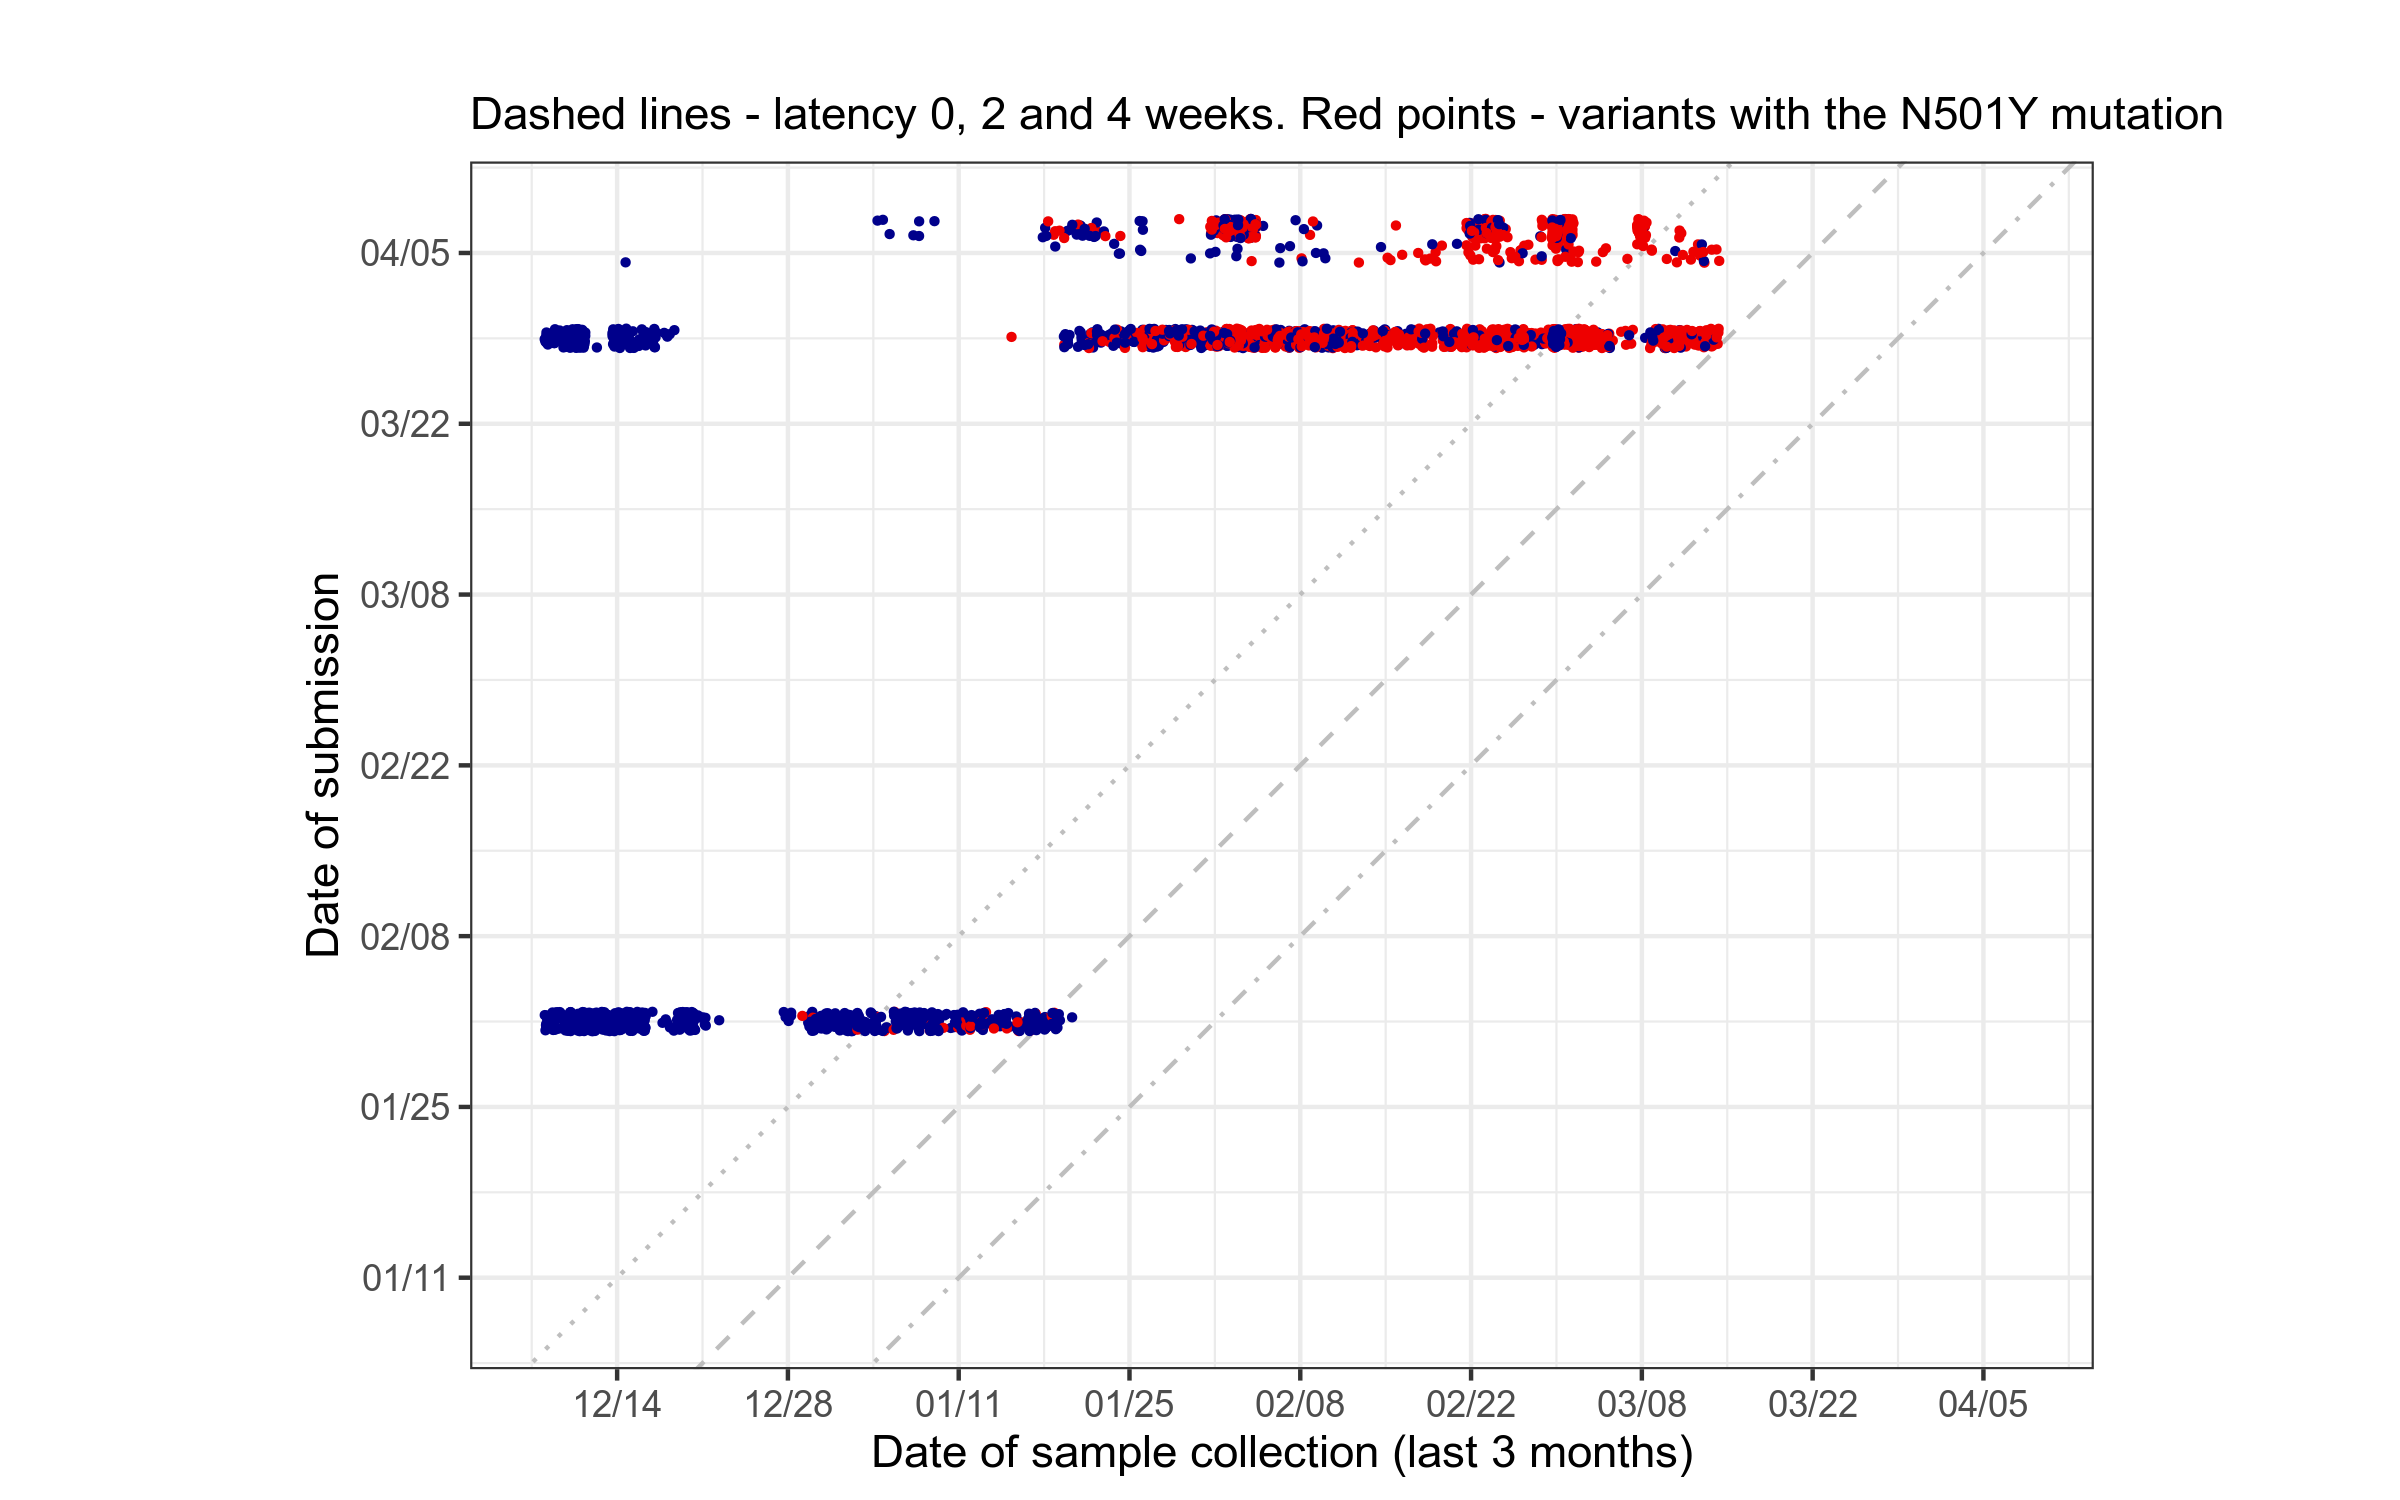 Dashed lines - latency 0, 2 and 4 weeks. Red points - variants with the N501Y mutation
04/05
03/22
03/08
02/22
02/08
01/25
01/11
Date of submission
12/14 12/28 01/11 01/25 02/08 02/22 03/08 03/22 04/05
Date of sample collection (last 3 months)